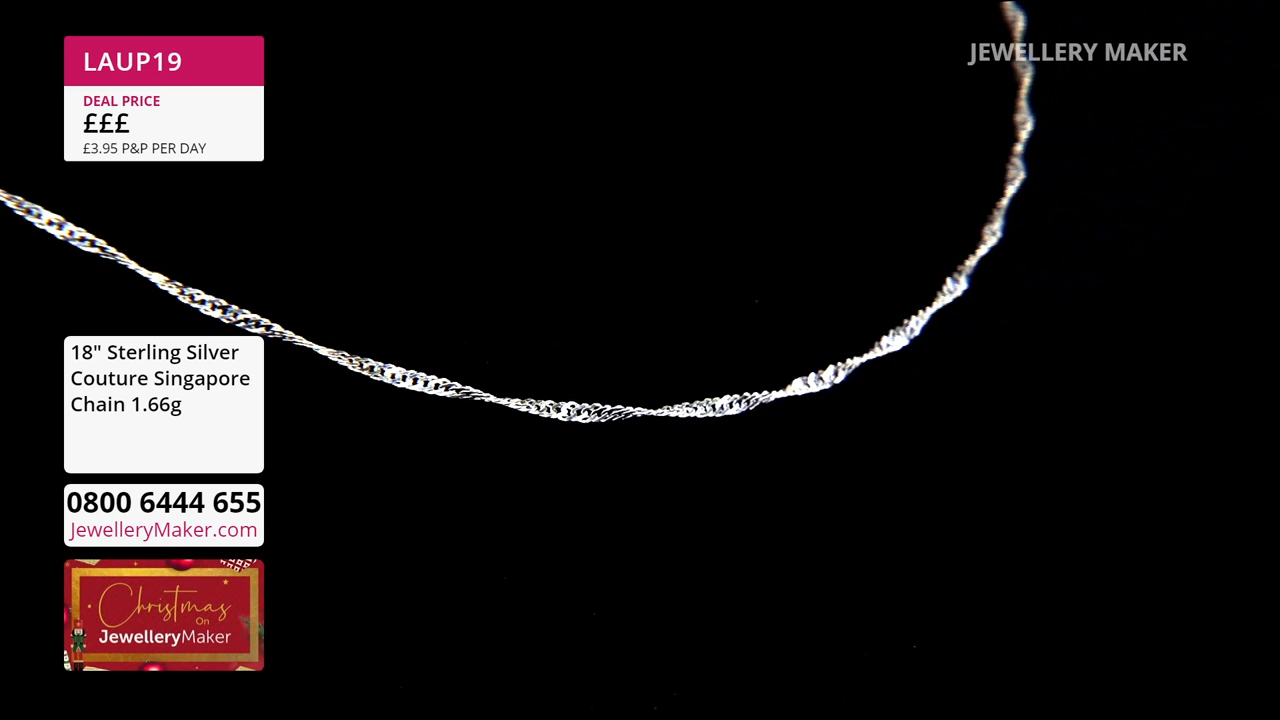 LAUP19
DEAL PRICE
£££
£3.95 P&P PER DAY
JEWELLERY MAKER
18" Sterling Silver
Couture Singapore
Chain 1.66g
0800 6444 655
JewelleryMaker.com
Christmas
On
JewelleryMaker